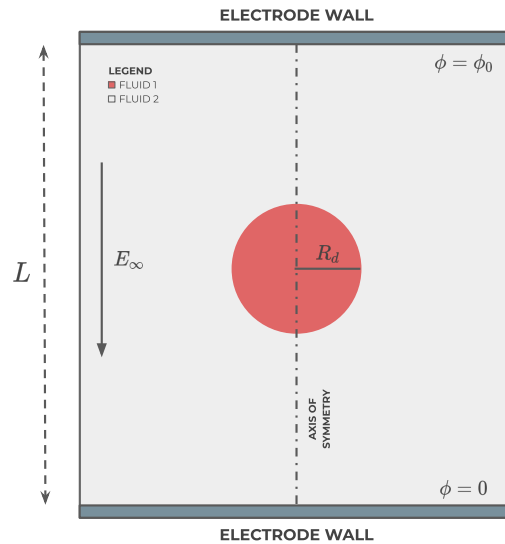 ELECTRODE WALL
ϕ = ϕ₀
LEGEND
FLUID 1
FLUID 2
E∞
L
R_d
AXIS OF
SYMMETRY
ϕ = 0
ELECTRODE WALL